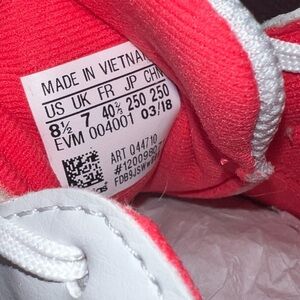 MADE IN VIETNAM
US UK FR JP CHN
8½ 7 40⅔ 250 250
EVM 004001 03/18
ART 044710